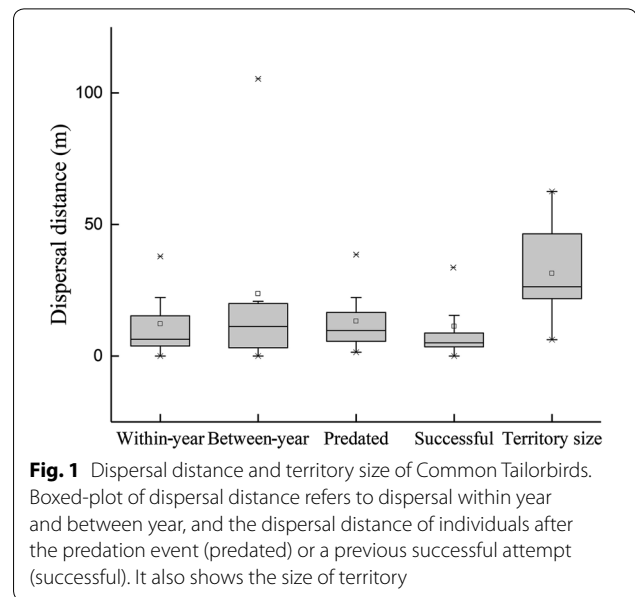 100
50
0
Dispersal distance (m)
Within-year Between-year Predated Successful Territory size
Fig. 1 Dispersal distance and territory size of Common Tailorbirds.
Boxed-plot of dispersal distance refers to dispersal within year
and between year, and the dispersal distance of individuals after
the predation event (predated) or a previous successful attempt
(successful). It also shows the size of territory